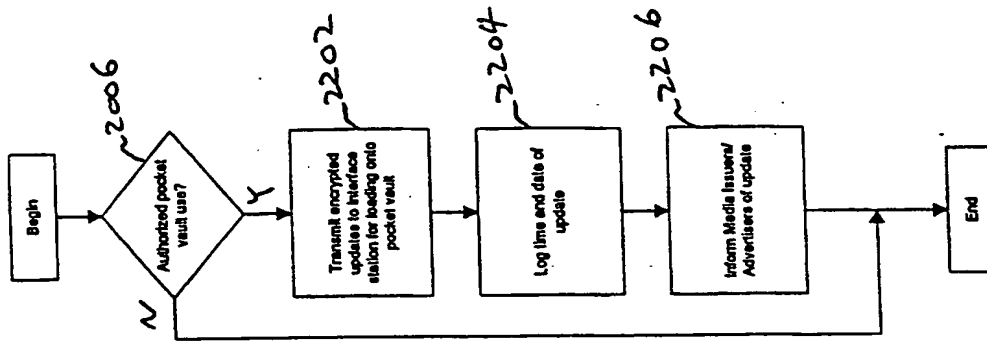 Begin
2006
Authorized pocket
vault use?
N
Y
2202
Transmit encrypted
updates to interface
station for loading onto
pocket vault
2204
Log time and date of
update
2206
Inform Media Issuers/
Advertisers of update
End